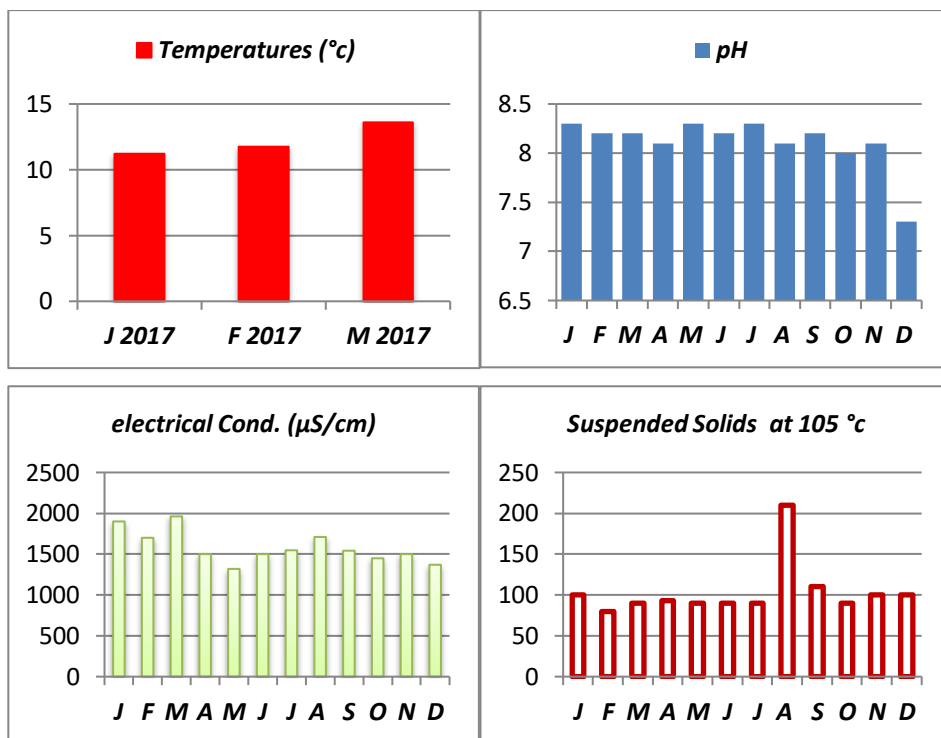 Temperatures (°c)
15
10
5
0
J 2017 F 2017 M 2017
pH
8.5
8
7.5
7
6.5
J F M A M J J A S O N D
electrical Cond. (µS/cm)
2500
2000
1500
1000
500
0
J F M A M J J A S O N D
Suspended Solids at 105 °c
250
200
150
100
50
0
J F M A M J J A S O N D